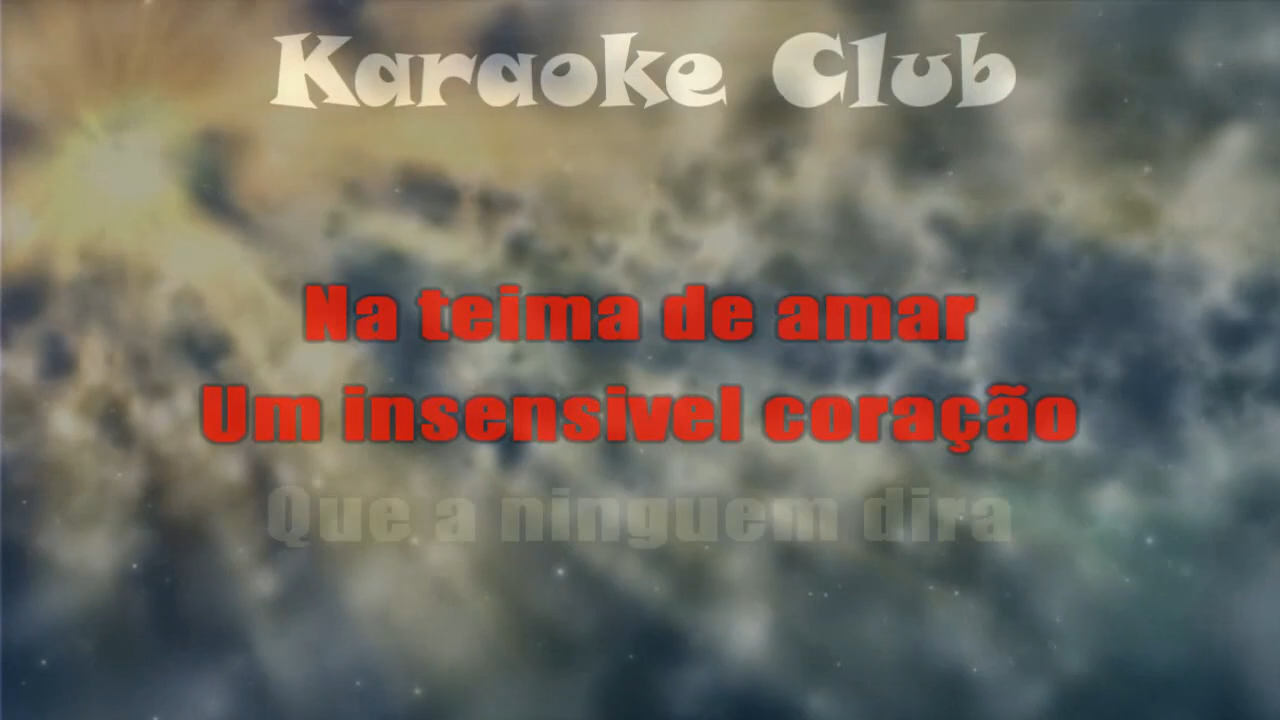 Karaoke Club
Na teima de amar
Um insensivel coração
Que a ninguem dira